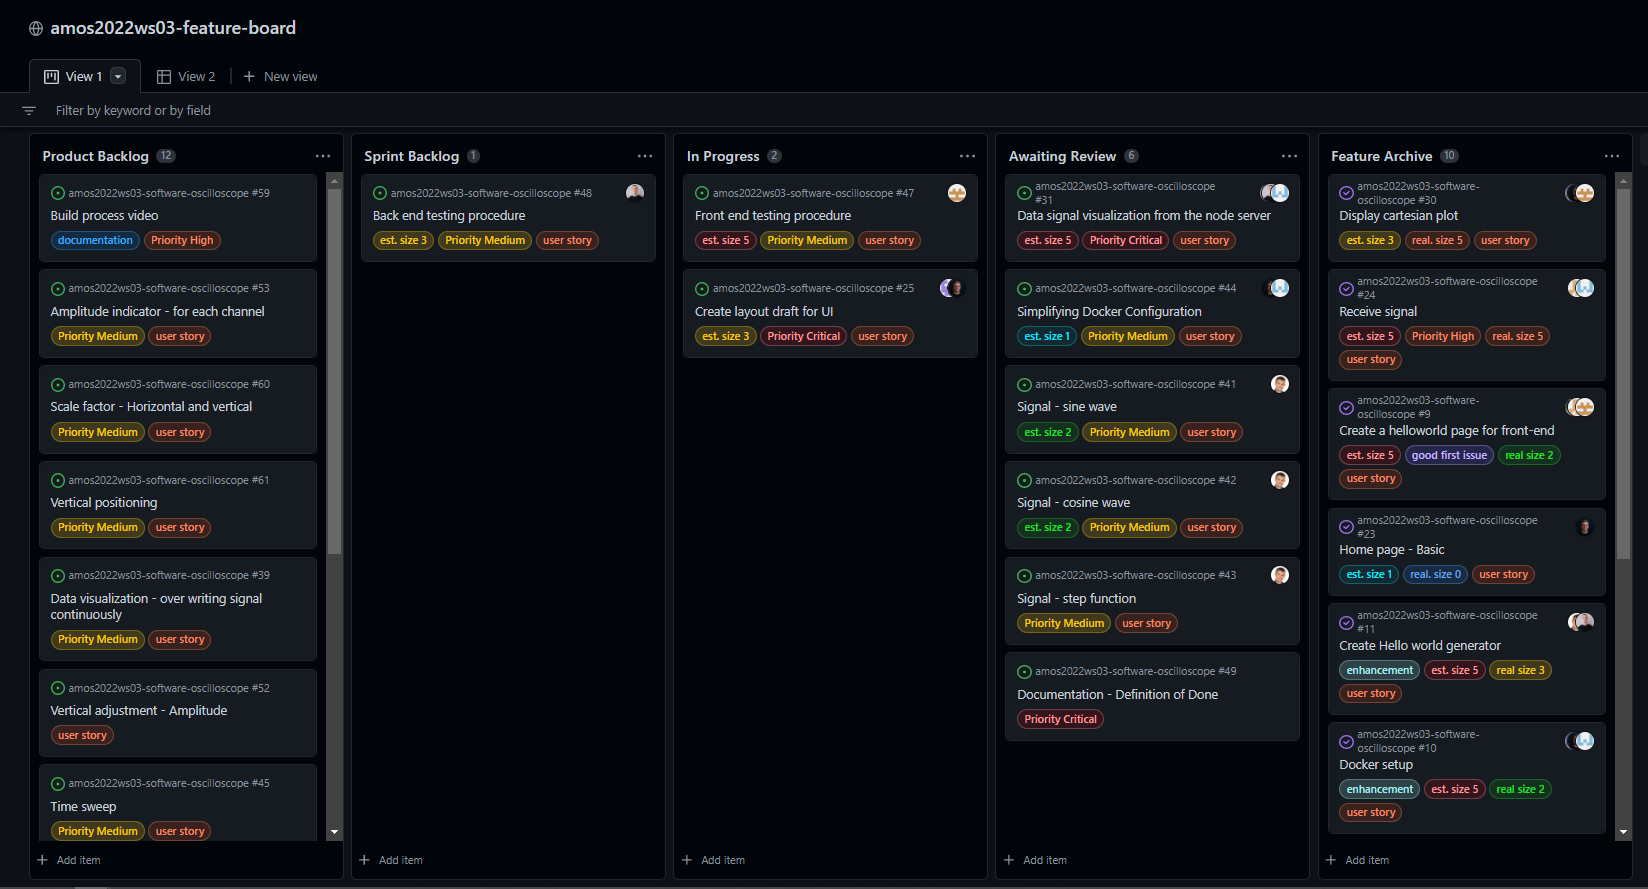 amos2022ws03-feature-board
View 1
View 2
New view
Filter by keyword or by field
Product Backlog 12
amos2022ws03-software-oscilloscope #59
Build process video
documentation Priority High
amos2022ws03-software-oscilloscope #53
Amplitude indicator - for each channel
Priority Medium user story
amos2022ws03-software-oscilloscope #60
Scale factor - Horizontal and vertical
Priority Medium user story
amos2022ws03-software-oscilloscope #61
Vertical positioning
Priority Medium user story
amos2022ws03-software-oscilloscope #39
Data visualization - over writing signal
continuously
Priority Medium user story
amos2022ws03-software-oscilloscope #52
Vertical adjustment - Amplitude
user story
amos2022ws03-software-oscilloscope #45
Time sweep
Priority Medium user story
Add item
Sprint Backlog 1
amos2022ws03-software-oscilloscope #48
Back end testing procedure
est. size 3 Priority Medium user story
Add item
In Progress 2
amos2022ws03-software-oscilloscope #47
Front end testing procedure
est. size 5 Priority Medium user story
amos2022ws03-software-oscilloscope #25
Create layout draft for UI
est. size 3 Priority Critical user story
Add item
Awaiting Review 6
amos2022ws03-software-oscilloscope
#31
Data signal visualization from the node server
est. size 5 Priority Critical user story
amos2022ws03-software-oscilloscope #44
Simplifying Docker Configuration
est. size 1 Priority Medium user story
amos2022ws03-software-oscilloscope #41
Signal - sine wave
est. size 2 Priority Medium user story
amos2022ws03-software-oscilloscope #42
Signal - cosine wave
est. size 2 Priority Medium user story
amos2022ws03-software-oscilloscope #43
Signal - step function
Priority Medium user story
amos2022ws03-software-oscilloscope #49
Documentation - Definition of Done
Priority Critical
Add item
Feature Archive 10
amos2022ws03-software-
oscilloscope #30
Display cartesian plot
est. size 3 real. size 5 user story
amos2022ws03-software-oscilloscope
#24
Receive signal
est. size 5 Priority High real. size 5
user story
amos2022ws03-software-
oscilloscope #9
Create a helloworld page for front-end
est. size 5 good first issue real size 2
user story
amos2022ws03-software-oscilloscope
#23
Home page - Basic
est. size 1 real. size 0 user story
amos2022ws03-software-oscilloscope
#11
Create Hello world generator
enhancement est. size 5 real size 3
user story
amos2022ws03-software-
oscilloscope #10
Docker setup
enhancement est. size 5 real size 2
user story
Add item